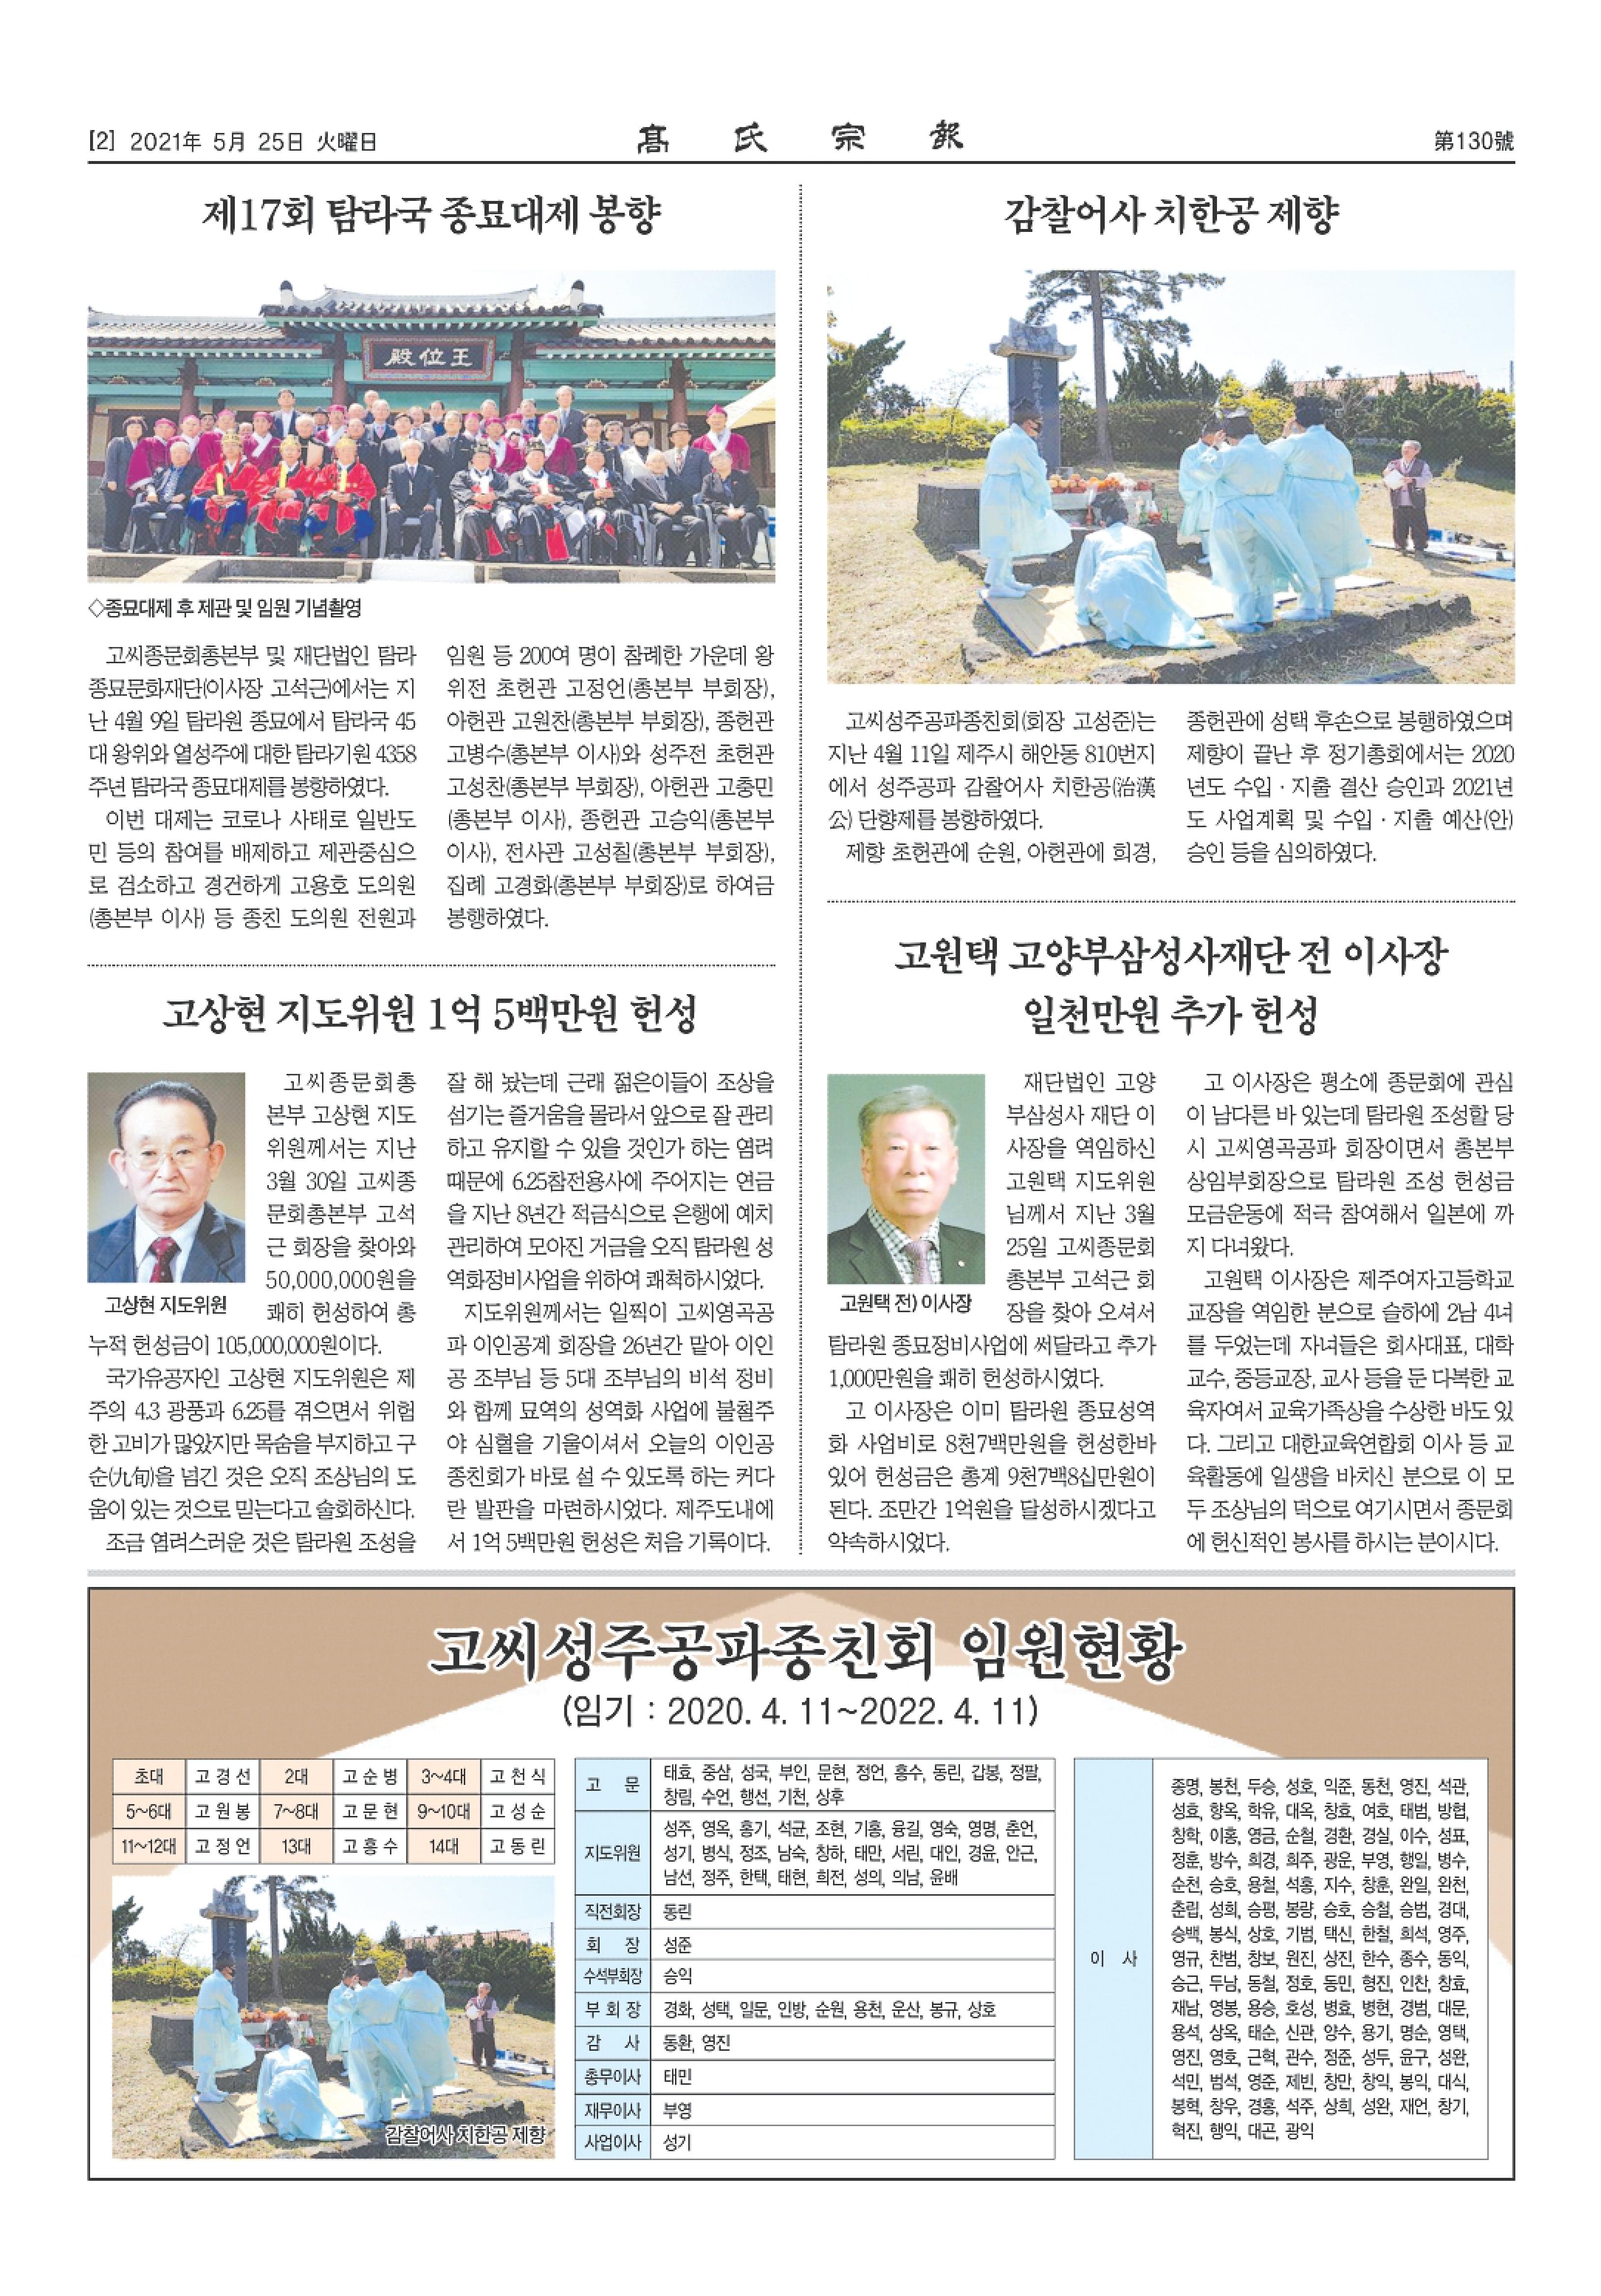 [2] 2021年 5月 25日 火曜日
髙氏宗報
第130號
제17회 탐라국 종묘대제 봉향
王位殿
◇종묘대제 후 제관 및 임원 기념촬영
고씨종문회총본부 및 재단법인 탐라
종묘문화재단(이사장 고석근)에서는 지
난 4월 9일 탐라원 종묘에서 탐라국 45
대 왕위와 열성주에 대한 탐라기원 4358
주년 탐라국 종묘대제를 봉향하였다.
이번 대제는 코로나 사태로 일반도
민 등의 참여를 배제하고 제관중심으
로 검소하고 경건하게 고용호 도의원
(총본부 이사) 등 종친 도의원 전원과
임원 등 200여 명이 참례한 가운데 왕
위전 초헌관 고정언(총본부 부회장),
아헌관 고원찬(총본부 부회장), 종헌관
고병수(총본부 이사)와 성주전 초헌관
고성찬(총본부 부회장), 아헌관 고충민
(총본부 이사), 종헌관 고승익(총본부
이사), 전사관 고성칠(총본부 부회장),
집례 고경화(총본부 부회장)로 하여금
봉행하였다.
고상현 지도위원 1억 5백만원 헌성
고상현 지도위원
고씨종문회총
본부 고상현 지도
위원께서는 지난
3월 30일 고씨종
문회총본부 고석
근 회장을 찾아와
50,000,000원을
쾌히 헌성하여 총
누적 헌성금이 105,000,000원이다.
국가유공자인 고상현 지도위원은 제
주의 4.3 광풍과 6.25를 겪으면서 위험
한 고비가 많았지만 목숨을 부지하고 구
순(九旬)을 넘긴 것은 오직 조상님의 도
움이 있는 것으로 믿는다고 술회하신다.
조금 염려스러운 것은 탐라원 조성을
잘 해 놨는데 근래 젊은이들이 조상을
섬기는 즐거움을 몰라서 앞으로 잘 관리
하고 유지할 수 있을 것인가 하는 염려
때문에 6.25참전용사에 주어지는 연금
을 지난 8년간 적금식으로 은행에 예치
관리하여 모아진 거금을 오직 탐라원 성
역화정비사업을 위하여 쾌척하시었다.
지도위원께서는 일찍이 고씨영곡공
파 이인공계 회장을 26년간 맡아 이인
공 조부님 등 5대 조부님의 비석 정비
와 함께 묘역의 성역화 사업에 불철주
야 심혈을 기울이셔서 오늘의 이인공
종친회가 바로 설 수 있도록 하는 커다
란 발판을 마련하시었다. 제주도내에
서 1억 5백만원 헌성은 처음 기록이다.
감찰어사 치한공 제향
고씨성주공파종친회(회장 고성준)는
지난 4월 11일 제주시 해안동 810번지
에서 성주공파 감찰어사 치한공(治漢
公) 단향제를 봉향하였다.
제향 초헌관에 순원, 아헌관에 희경,
종헌관에 성택 후손으로 봉행하였으며
제향이 끝난 후 정기총회에서는 2020
년도 수입 · 지출 결산 승인과 2021년
도 사업계획 및 수입 · 지출 예산(안)
승인 등을 심의하였다.
고원택 고양부삼성사재단 전 이사장
일천만원 추가 헌성
고원택 전) 이사장
재단법인 고양
부삼성사 재단 이
사장을 역임하신
고원택 지도위원
님께서 지난 3월
25일 고씨종문회
총본부 고석근 회
장을 찾아 오셔서
탐라원 종묘정비사업에 써달라고 추가
1,000만원을 쾌히 헌성하시였다.
고 이사장은 이미 탐라원 종묘성역
화 사업비로 8천7백만원을 헌성한바
있어 헌성금은 총계 9천7백8십만원이
된다. 조만간 1억원을 달성하시겠다고
약속하시었다.
고 이사장은 평소에 종문회에 관심
이 남다른 바 있는데 탐라원 조성할 당
시 고씨영곡공파 회장이면서 총본부
상임부회장으로 탐라원 조성 헌성금
모금운동에 적극 참여해서 일본에 까
지 다녀왔다.
고원택 이사장은 제주여자고등학교
교장을 역임한 분으로 슬하에 2남 4녀
를 두었는데 자녀들은 회사대표, 대학
교수, 중등교장, 교사 등을 둔 다복한 교
육자여서 교육가족상을 수상한 바도 있
다. 그리고 대한교육연합회 이사 등 교
육활동에 일생을 바치신 분으로 이 모
두 조상님의 덕으로 여기시면서 종문회
에 헌신적인 봉사를 하시는 분이시다.
고씨성주공파종친회 임원현황
(임기 : 2020. 4. 11~2022. 4. 11)
초대 고경선 2대 고순병 3~4대 고천식
5~6대 고원봉 7~8대 고문현 9~10대 고성순
11~12대 고정언 13대 고흥수 14대 고동린
감찰어사 치한공 제향
고 문 태효, 중삼, 성국, 부인, 문현, 정언, 흥수, 동린, 갑봉, 정팔,
창림, 수언, 행선, 기천, 상후
지도위원 성주, 영옥, 홍기, 석균, 조현, 기홍, 융길, 영숙, 영명, 춘언,
성기, 병식, 정조, 남숙, 창하, 태만, 서린, 대인, 경윤, 안근,
남선, 정주, 한택, 태현, 희전, 성의, 의남, 윤배
직전회장 동린
회 장 성준
수석부회장 승익
부 회 장 경화, 성택, 일문, 인방, 순원, 용천, 운산, 봉규, 상호
감 사 동환, 영진
총무이사 태민
재무이사 부영
사업이사 성기
이 사
종명, 봉천, 두승, 성호, 익준, 동천, 영진, 석관,
성효, 향옥, 학유, 대옥, 창효, 여호, 태범, 방협,
창학, 이홍, 영금, 순철, 경환, 경실, 이수, 성표,
정훈, 방수, 희경, 희주, 광운, 부영, 행일, 병수,
순천, 승호, 용철, 석홍, 지수, 창훈, 완일, 완천,
춘립, 성희, 승평, 봉량, 승호, 승철, 승범, 경대,
승백, 봉식, 상호, 기범, 택신, 한철, 희석, 영주,
영규, 찬범, 창보, 원진, 상진, 한수, 종수, 동익,
승근, 두남, 동철, 정호, 동민, 형진, 인찬, 창효,
재남, 영봉, 용승, 호성, 병효, 병현, 경범, 대문,
용석, 상옥, 태순, 신관, 양수, 용기, 명순, 영택,
영진, 영호, 근혁, 관수, 정준, 성두, 윤구, 성완,
석민, 범석, 영준, 제빈, 창만, 창익, 봉익, 대식,
봉혁, 창우, 경홍, 석주, 상희, 성완, 재언, 창기,
혁진, 행익, 대곤, 광익